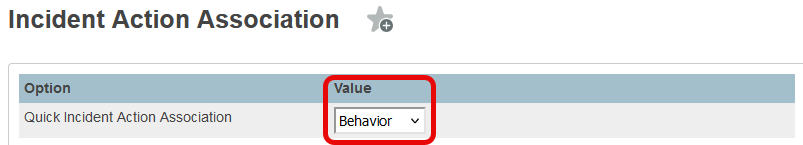 Incident Action Association
Option Value
Quick Incident Action Association Behavior